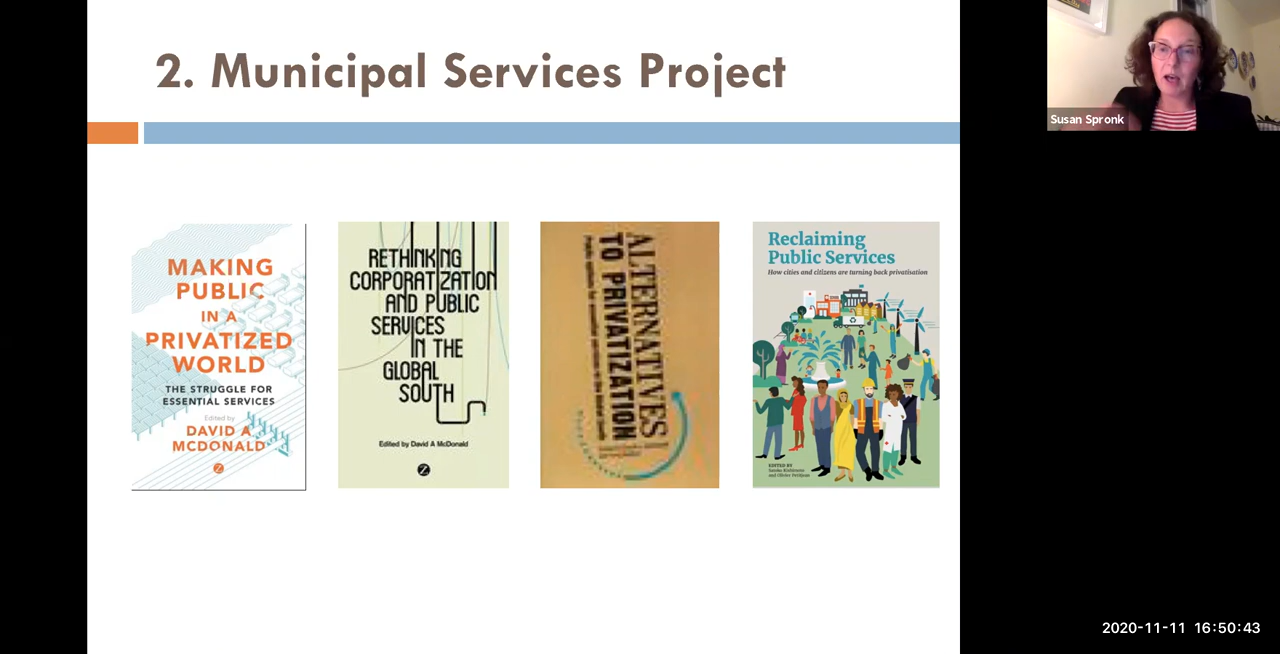 2. Municipal Services Project
Susan Spronk
MAKING
PUBLIC
IN A
PRIVATIZED
WORLD
THE STRUGGLE FOR
ESSENTIAL SERVICES
Edited by
DAVID A
MCDONALD
Z
RETHINKING
CORPORATIZATION
AND PUBLIC
SERVICES
IN THE
GLOBAL
SOUTH
Edited by David A McDonald
Z
ALTERNATIVES
TO PRIVATIZATION
Reclaiming
Public Services
How cities and citizens are turning back privatisation
EDITED BY
2020-11-11 16:50:43